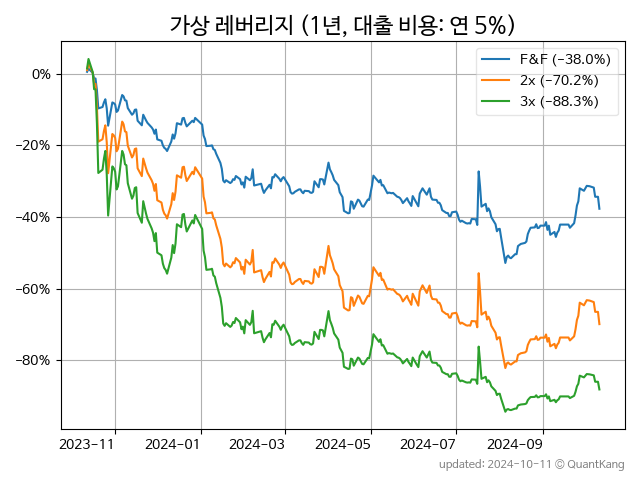 가상 레버리지 (1년, 대출 비용: 연 5%)
F&F (−38.0%)
2x (−70.2%)
3x (−88.3%)
0%
−20%
−40%
−60%
−80%
2023-11 2024-01 2024-03 2024-05 2024-07 2024-09
updated: 2024-10-11 © QuantKang